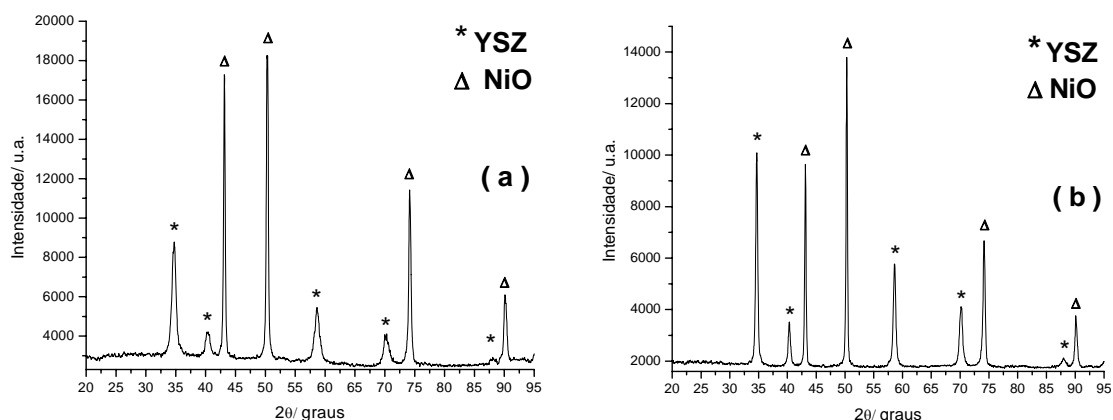 20000
18000
16000
14000
12000
10000
8000
6000
4000
Intensidade/ u.a.
* YSZ
Δ NiO
( a )
20 25 30 35 40 45 50 55 60 65 70 75 80 85 90 95
2θ/ graus
14000
12000
10000
8000
6000
4000
2000
Intensidade/ u.a.
* YSZ
Δ NiO
( b )
20 25 30 35 40 45 50 55 60 65 70 75 80 85 90 95
2θ/ graus